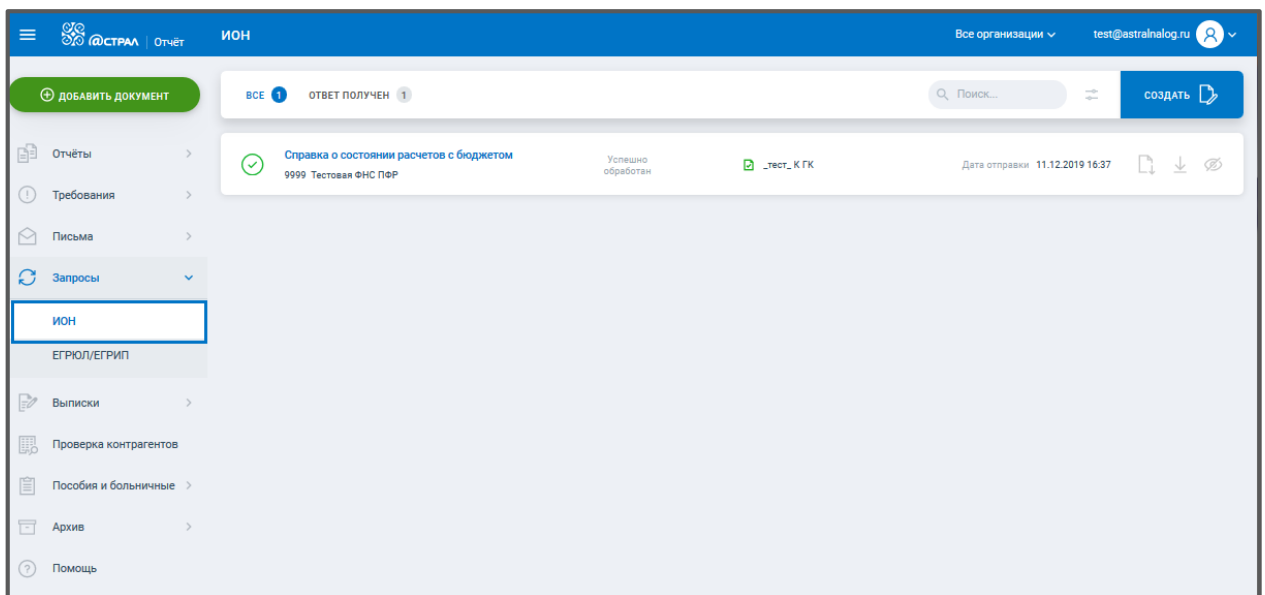 @СТРАЛ | Отчёт
ИОН
Все организации
test@astralnalog.ru
ДОБАВИТЬ ДОКУМЕНТ
ВСЕ 1
ОТВЕТ ПОЛУЧЕН 1
Поиск...
СОЗДАТЬ
Справка о состоянии расчетов с бюджетом
9999 Тестовая ФНС ПФР
Успешно
обработан
_тест_ К ГК
Дата отправки 11.12.2019 16:37
Отчёты
Требования
Письма
Запросы
ИОН
ЕГРЮЛ/ЕГРИП
Выписки
Проверка контрагентов
Пособия и больничные
Архив
Помощь